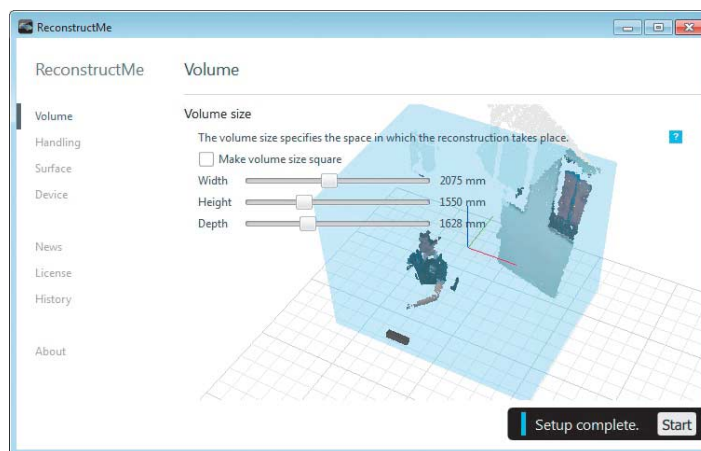 ReconstructMe
ReconstructMe
Volume
Volume
Handling
Surface
Device
News
License
History
About
Volume size
The volume size specifies the space in which the reconstruction takes place.
?
Make volume size square
Width 2075 mm
Height 1550 mm
Depth 1628 mm
Setup complete. Start